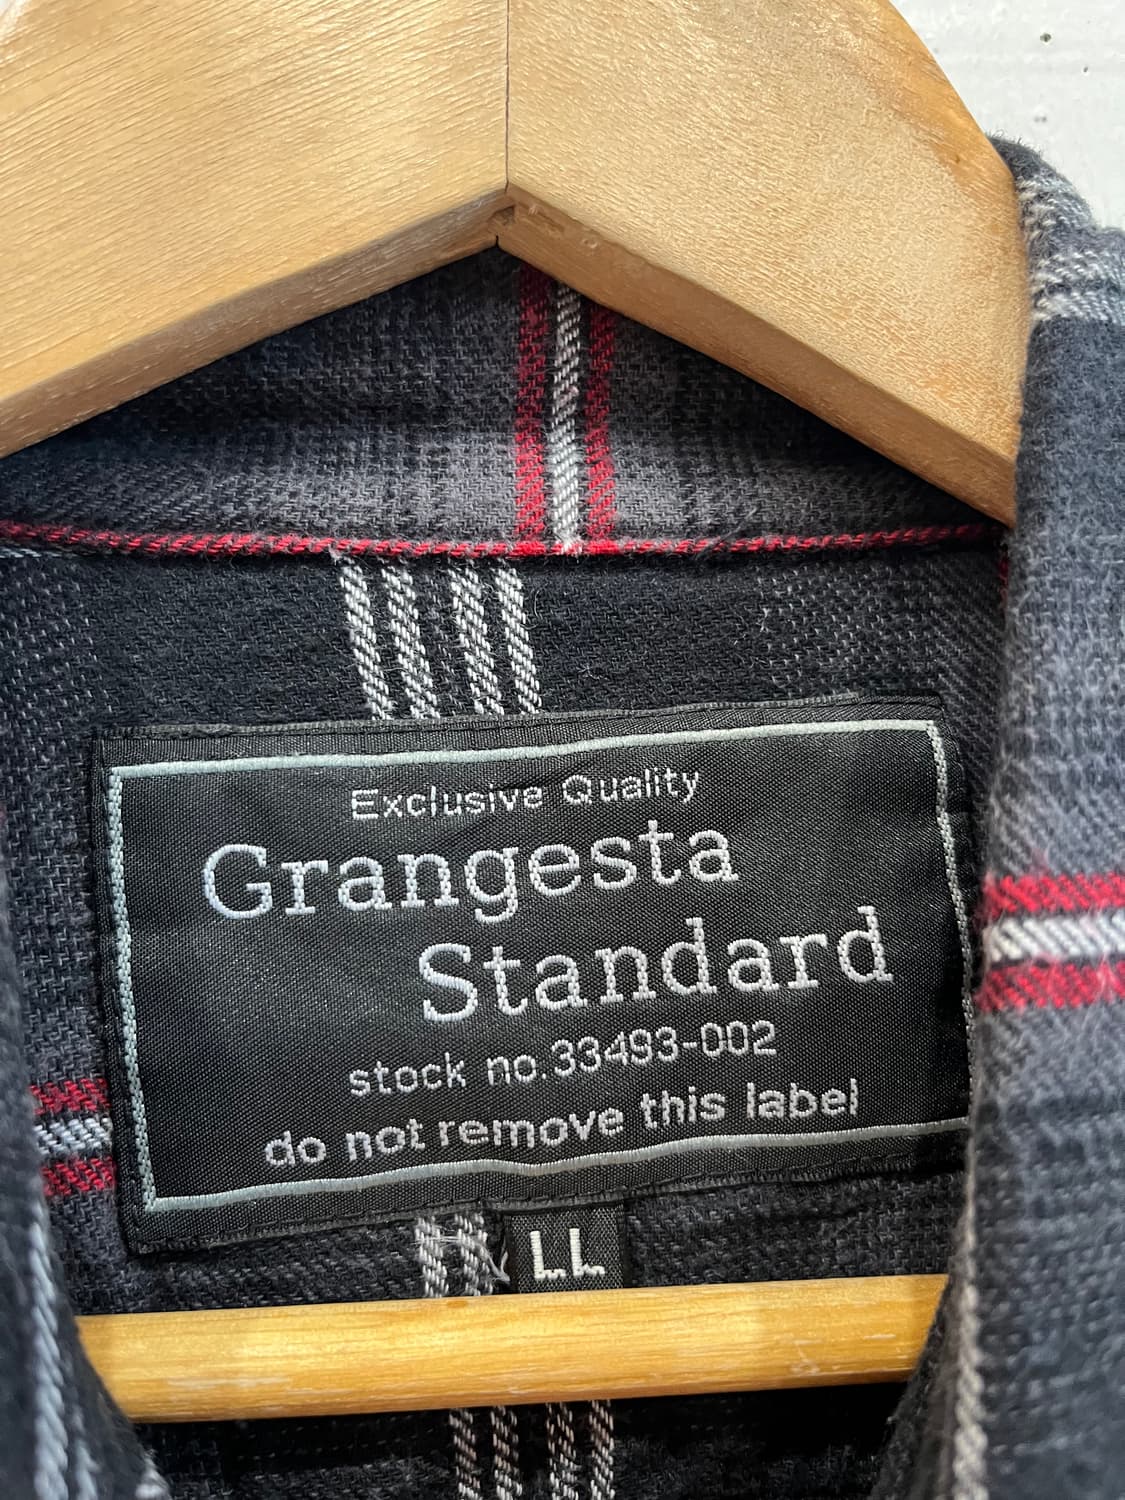 Exclusive Quality
Grangesta
Standard
stock no.33493-002
do not remove this label
LL